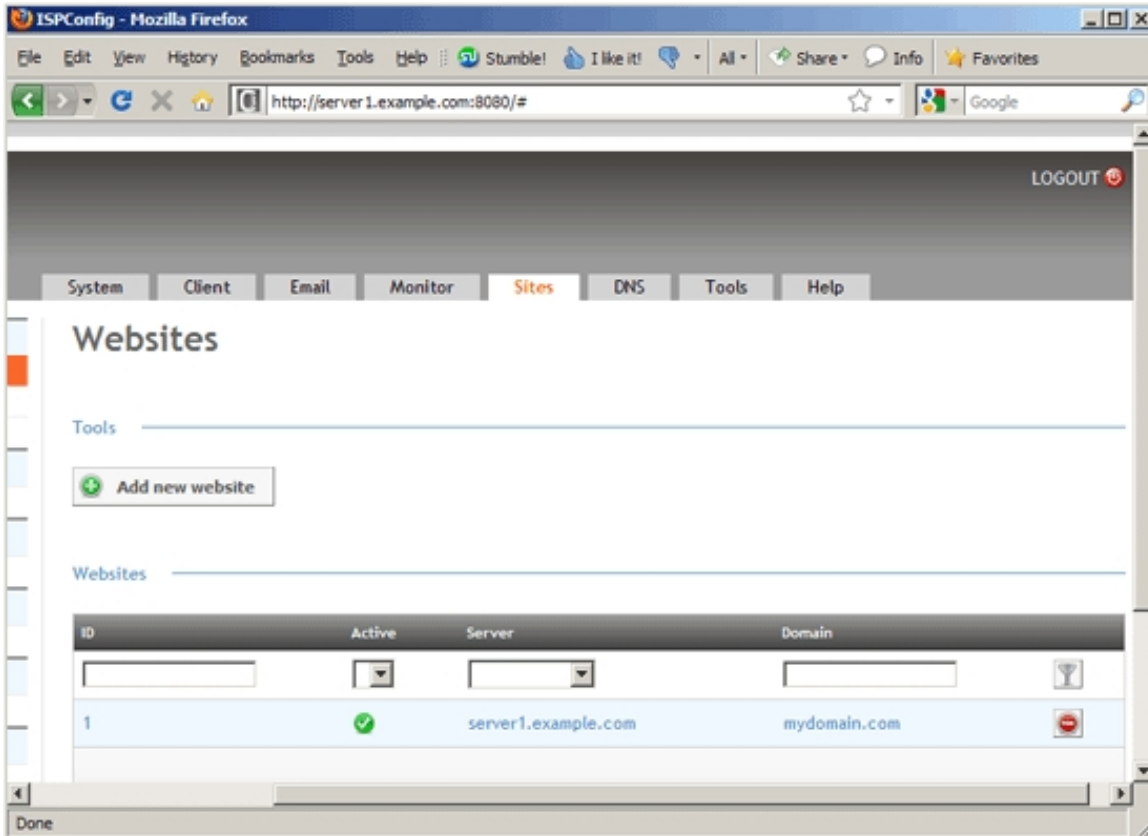 ISPConfig - Mozilla Firefox
File Edit View History Bookmarks Tools Help Stumble! I like it! All Share Info Favorites
http://server1.example.com:8080/# Google
LOGOUT
System Client Email Monitor Sites DNS Tools Help
Websites
Tools
Add new website
Websites
ID Active Server Domain
1 server1.example.com mydomain.com
Done